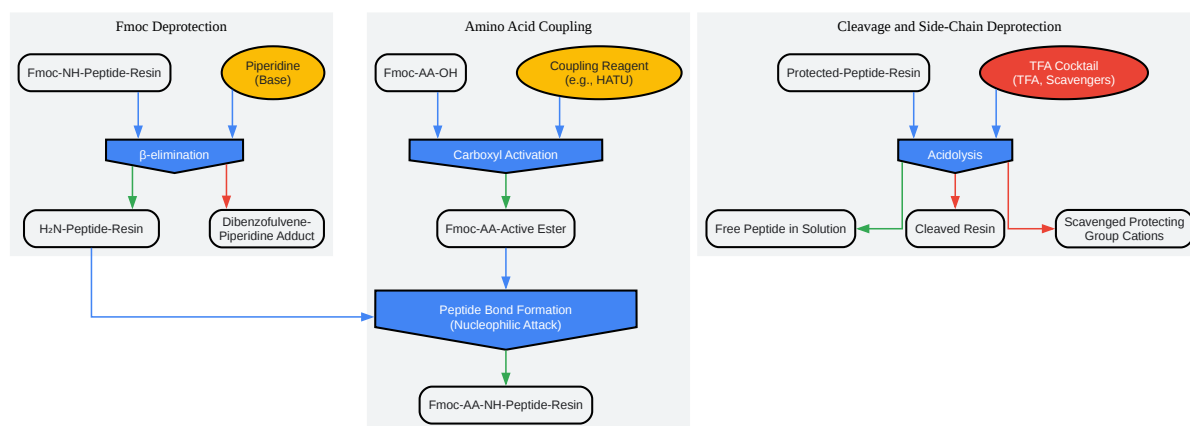 Fmoc Deprotection
Fmoc-NH-Peptide-Resin
Piperidine
(Base)
β-elimination
H₂N-Peptide-Resin
Dibenzofulvene-
Piperidine Adduct
Amino Acid Coupling
Fmoc-AA-OH
Coupling Reagent
(e.g., HATU)
Carboxyl Activation
Fmoc-AA-Active Ester
Peptide Bond Formation
(Nucleophilic Attack)
Fmoc-AA-NH-Peptide-Resin
Cleavage and Side-Chain Deprotection
Protected-Peptide-Resin
TFA Cocktail
(TFA, Scavengers)
Acidolysis
Free Peptide in Solution
Cleaved Resin
Scavenged Protecting
Group Cations